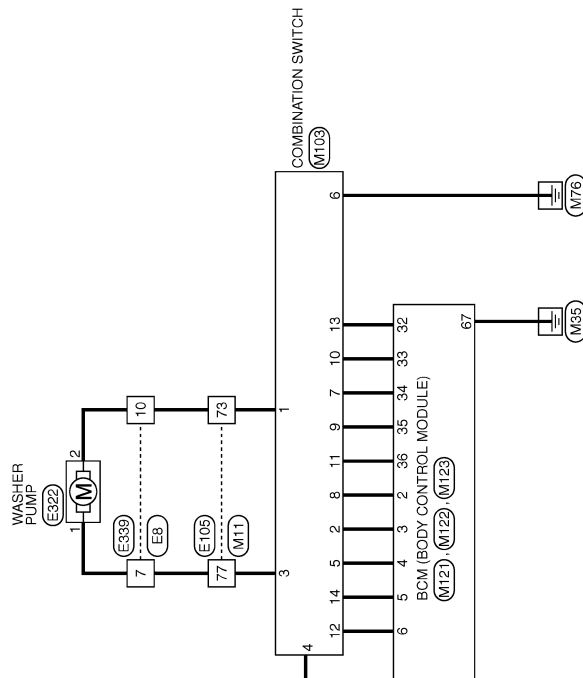 WASHER
PUMP
E322
1
2
M
E339
E8
7
10
E105
M11
77
73
COMBINATION SWITCH
M103
3
1
6
4
12
14
5
2
8
11
9
7
10
13
6
5
4
3
2
36
35
34
33
32
67
BCM (BODY CONTROL MODULE)
M121 , M122 , M123
M35
M76